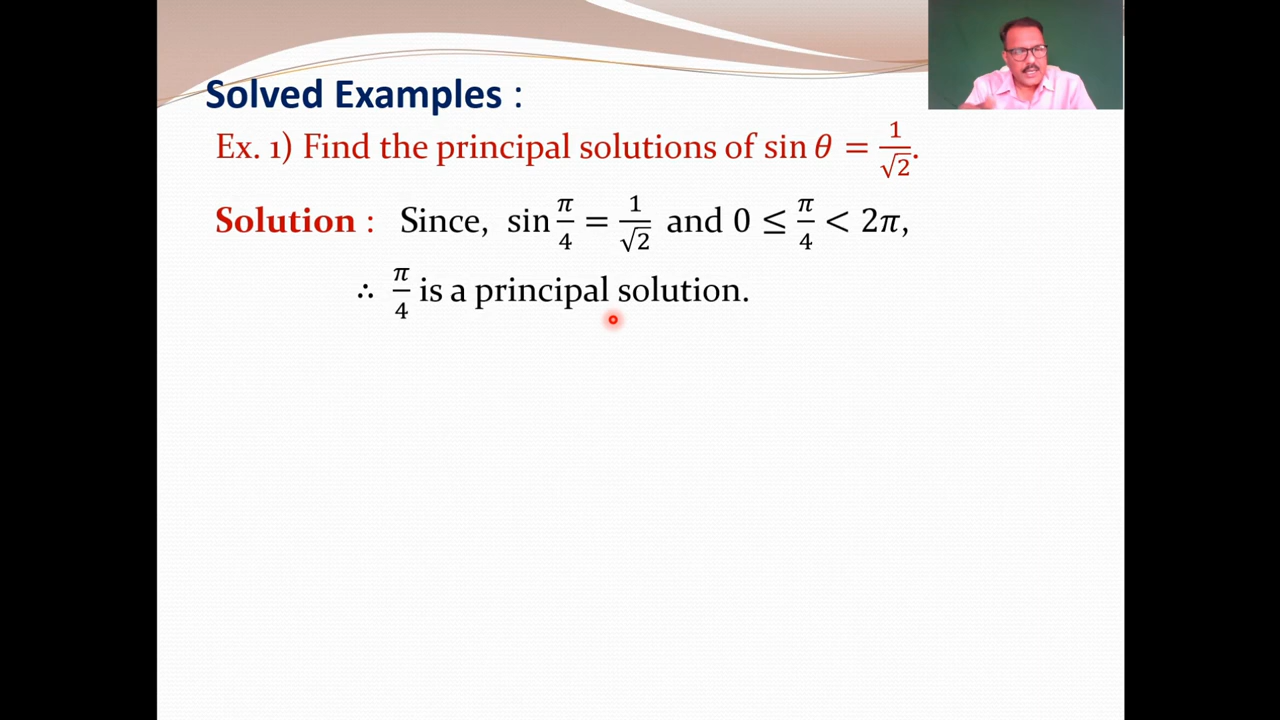 Solved Examples :
Ex. 1) Find the principal solutions of sin θ = 1/√2.
Solution : Since, sin π/4 = 1/√2 and 0 ≤ π/4 < 2π,
∴ π/4 is a principal solution.